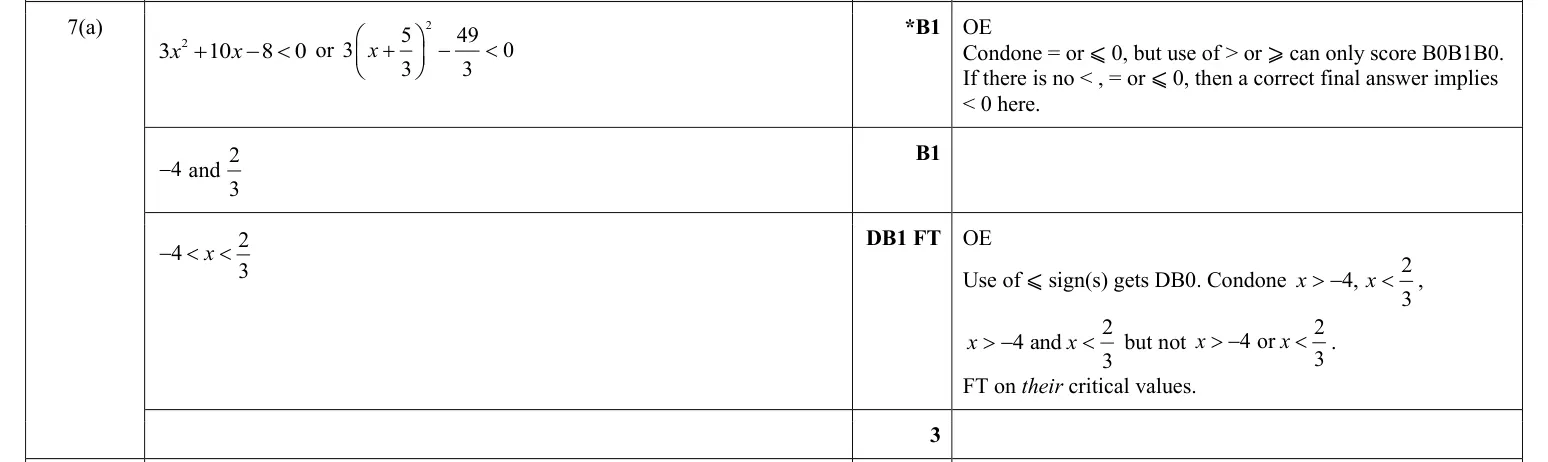 7(a)
3x² + 10x − 8 < 0 or 3(x + 5/3)² − 49/3 < 0
*B1
OE
Condone = or ⩽ 0, but use of > or ⩾ can only score B0B1B0.
If there is no < , = or ⩽ 0, then a correct final answer implies
< 0 here.
−4 and 2/3
B1
−4 < x < 2/3
DB1 FT
OE
Use of ⩽ sign(s) gets DB0. Condone x > −4, x < 2/3 ,
x > −4 and x < 2/3 but not x > −4 or x < 2/3 .
FT on their critical values.
3